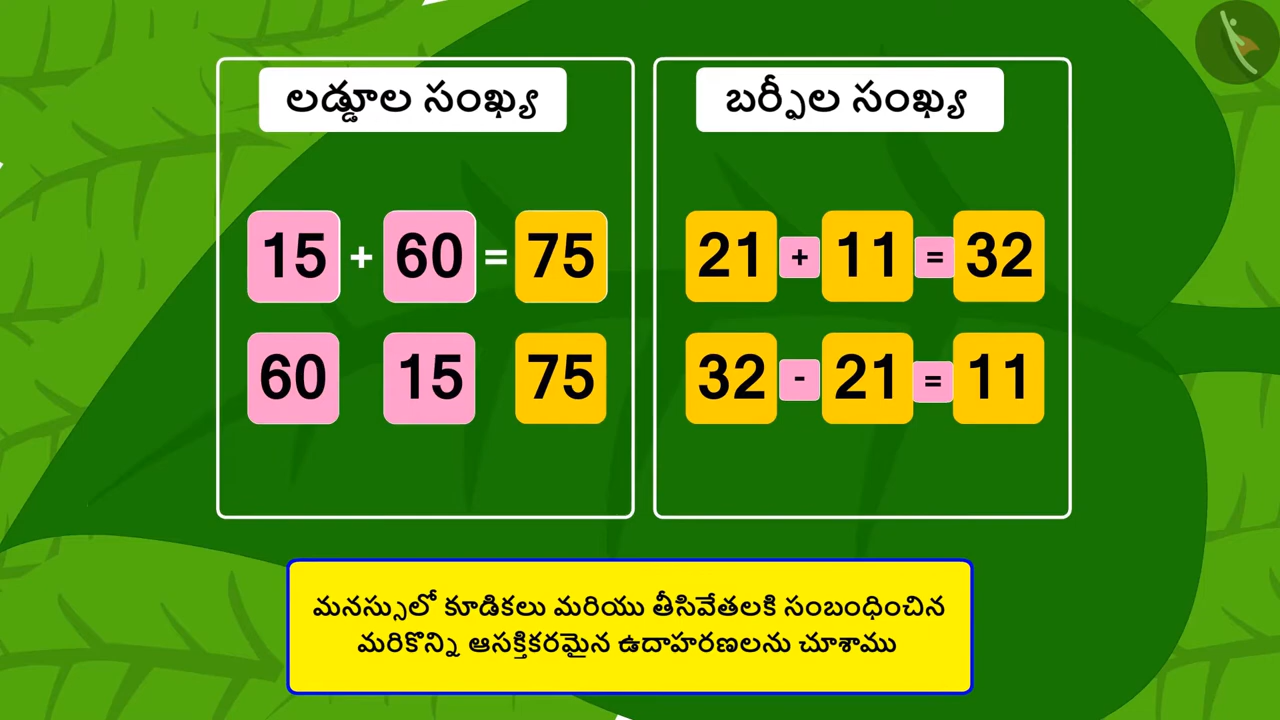 లడ్డూల సంఖ్య
15 + 60 = 75
60 15 75
బర్ఫీల సంఖ్య
21 + 11 = 32
32 - 21 = 11
మనస్సులో కూడికలు మరియు తీసివేతలకి సంబంధించిన
మరికొన్ని ఆసక్తికరమైన ఉదాహరణలను చూశాము